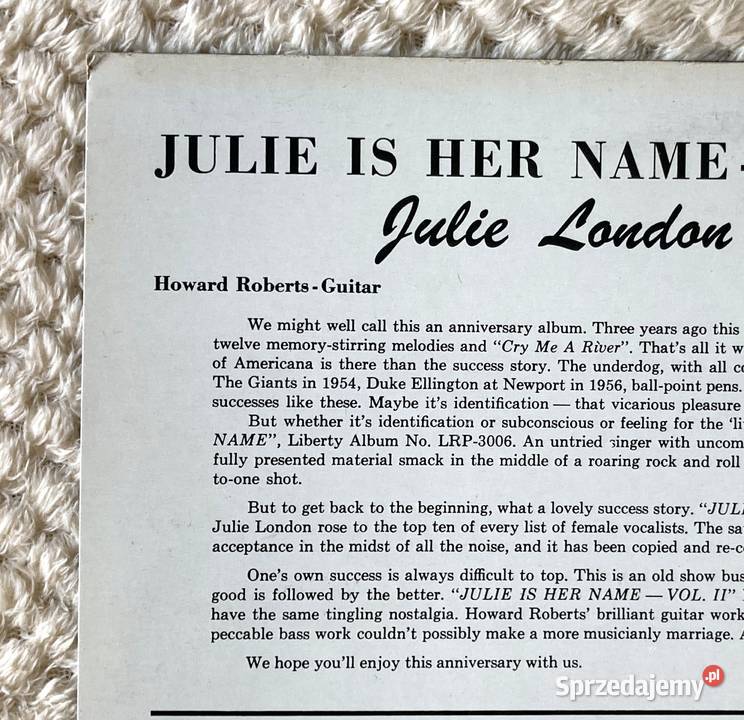 JULIE IS HER NAME -
Julie London
Howard Roberts - Guitar
We might well call this an anniversary album. Three years ago this
twelve memory-stirring melodies and "Cry Me A River". That's all it w
of Americana is there than the success story. The underdog, with all c
The Giants in 1954, Duke Ellington at Newport in 1956, ball-point pens.
successes like these. Maybe it's identification — that vicarious pleasure
But whether it's identification or subconscious or feeling for the 'li
NAME", Liberty Album No. LRP-3006. An untried singer with uncom
fully presented material smack in the middle of a roaring rock and roll
to-one shot.
But to get back to the beginning, what a lovely success story. "JULI
Julie London rose to the top ten of every list of female vocalists. The sa
acceptance in the midst of all the noise, and it has been copied and re-c
One's own success is always difficult to top. This is an old show bus
good is followed by the better. "JULIE IS HER NAME — VOL. II"
have the same tingling nostalgia. Howard Roberts' brilliant guitar work
peccable bass work couldn't possibly make a more musicianly marriage. A
We hope you'll enjoy this anniversary with us.
Sprzedajemy.pl